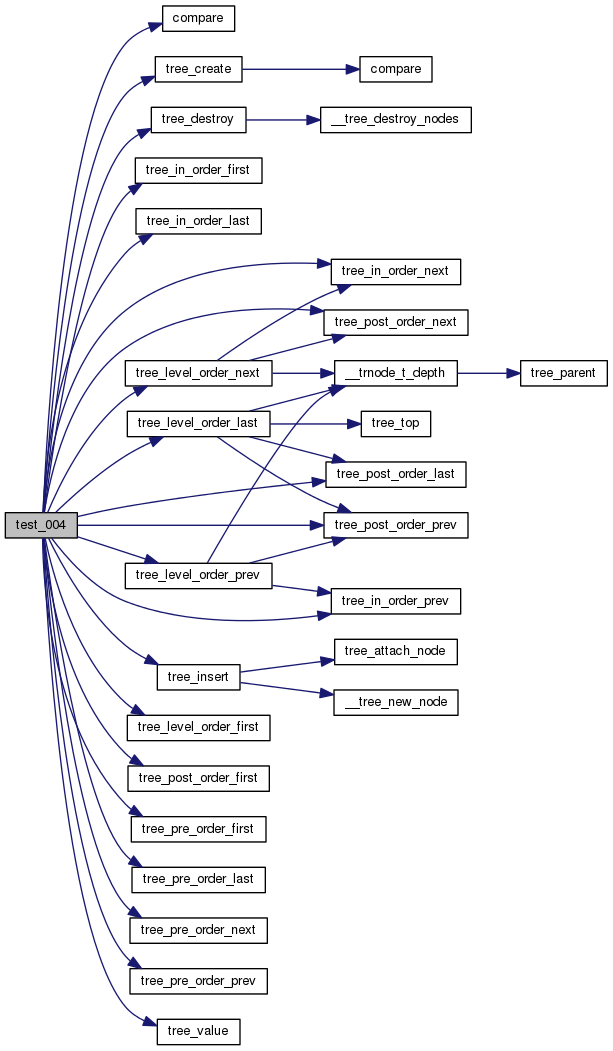 compare
tree_create
compare
tree_destroy
__tree_destroy_nodes
tree_in_order_first
tree_in_order_last
tree_in_order_next
tree_post_order_next
tree_level_order_next
__trnode_t_depth
tree_parent
tree_level_order_last
tree_top
tree_post_order_last
test_004
tree_post_order_prev
tree_level_order_prev
tree_in_order_prev
tree_attach_node
tree_insert
__tree_new_node
tree_level_order_first
tree_post_order_first
tree_pre_order_first
tree_pre_order_last
tree_pre_order_next
tree_pre_order_prev
tree_value